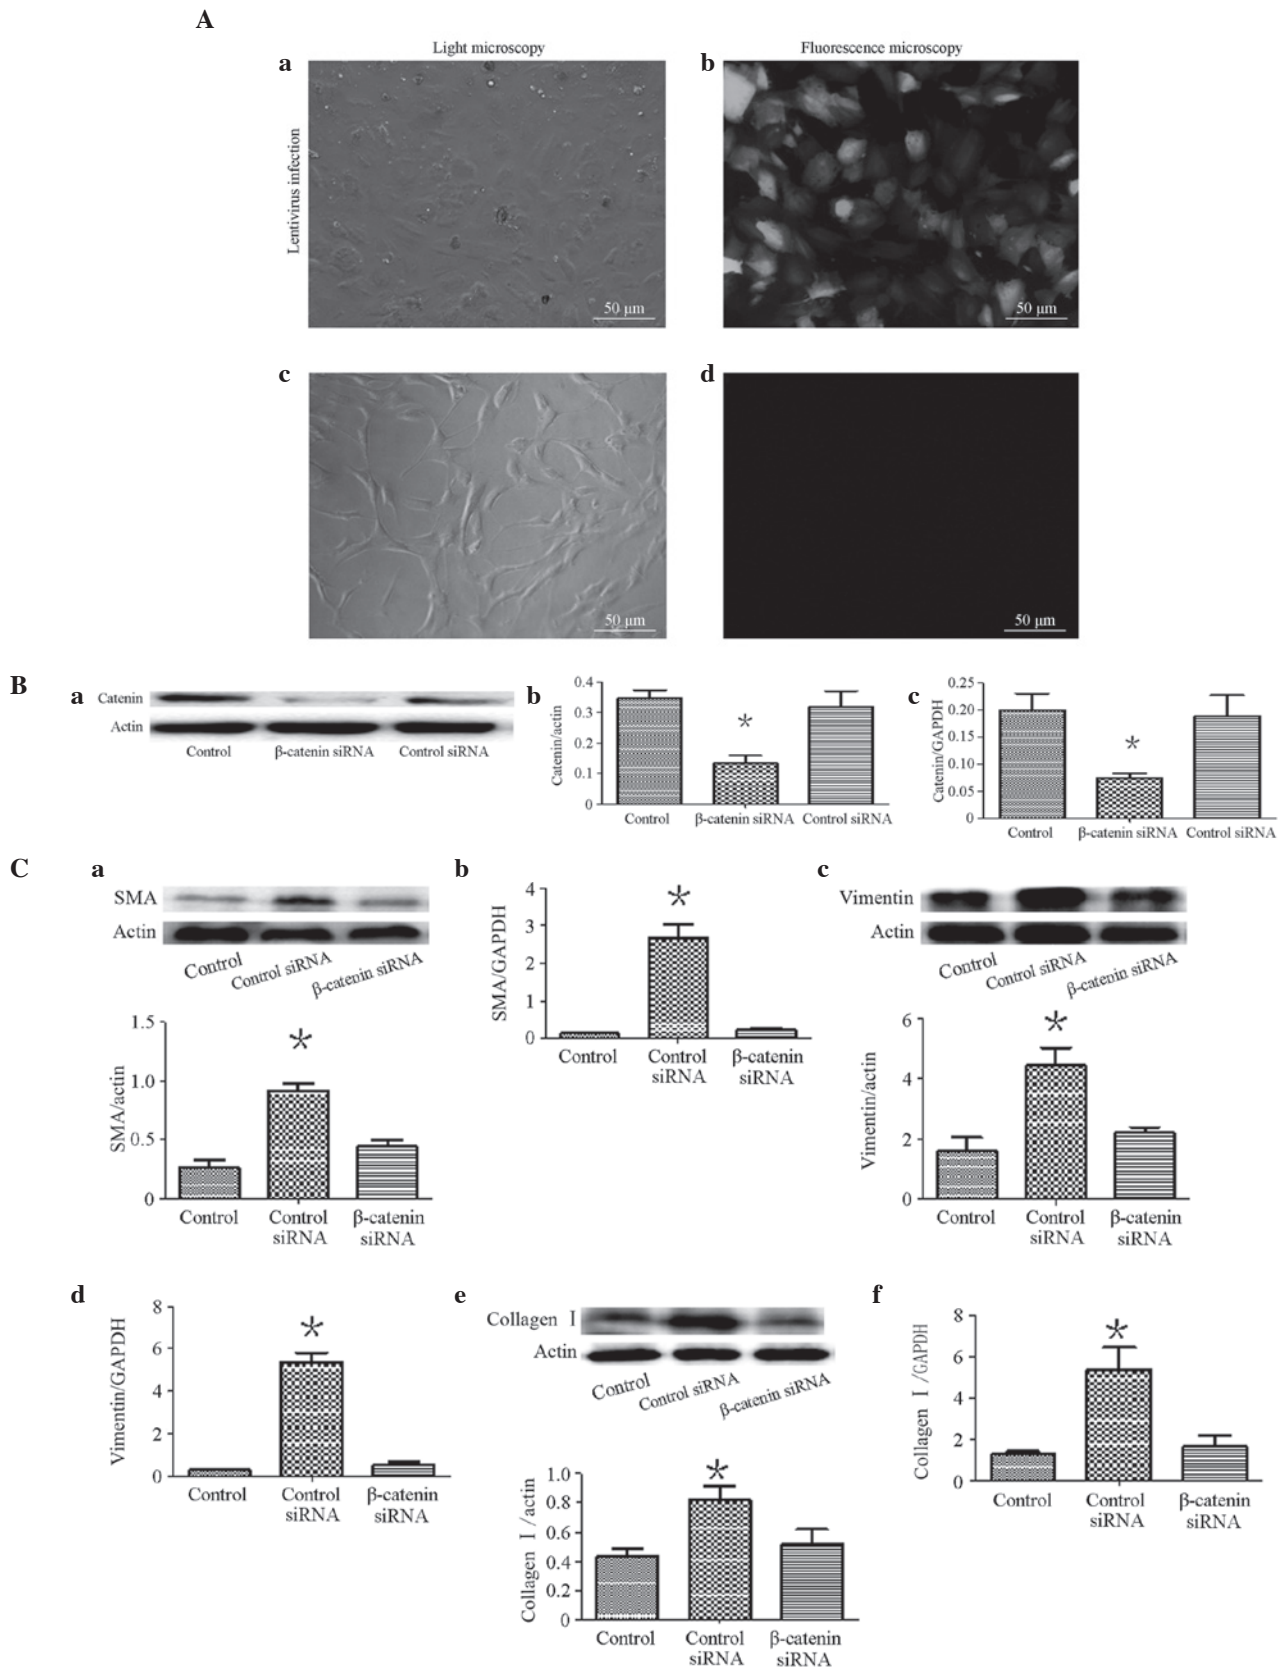 A
Light microscopy
Fluorescence microscopy
a
b
Lentivirus infection
50 μm
50 μm
c
d
50 μm
50 μm
B
a
Catenin
Actin
Control
β-catenin siRNA
Control siRNA
b
Catenin/actin
0.4
0.3
0.2
0.1
0
*
Control
β-catenin siRNA
Control siRNA
c
Catenin/GAPDH
0.25
0.20
0.15
0.10
0.05
0
*
Control
β-catenin siRNA
Control siRNA
C
a
SMA
Actin
Control
Control siRNA
β-catenin siRNA
SMA/actin
1.5
1.0
0.5
0
*
Control
Control
siRNA
β-catenin
siRNA
b
SMA/GAPDH
4
3
2
1
0
*
Control
Control
siRNA
β-catenin
siRNA
c
Vimentin
Actin
Control
Control siRNA
β-catenin siRNA
Vimentin/actin
6
4
2
0
*
Control
Control
siRNA
β-catenin
siRNA
d
Vimentin/GAPDH
8
6
4
2
0
*
Control
Control
siRNA
β-catenin
siRNA
e
Collagen I
Actin
Control
Control siRNA
β-catenin siRNA
Collagen I/actin
1.0
0.8
0.6
0.4
0.2
0
*
Control
Control
siRNA
β-catenin
siRNA
f
Collagen I/GAPDH
8
6
4
2
0
*
Control
Control
siRNA
β-catenin
siRNA